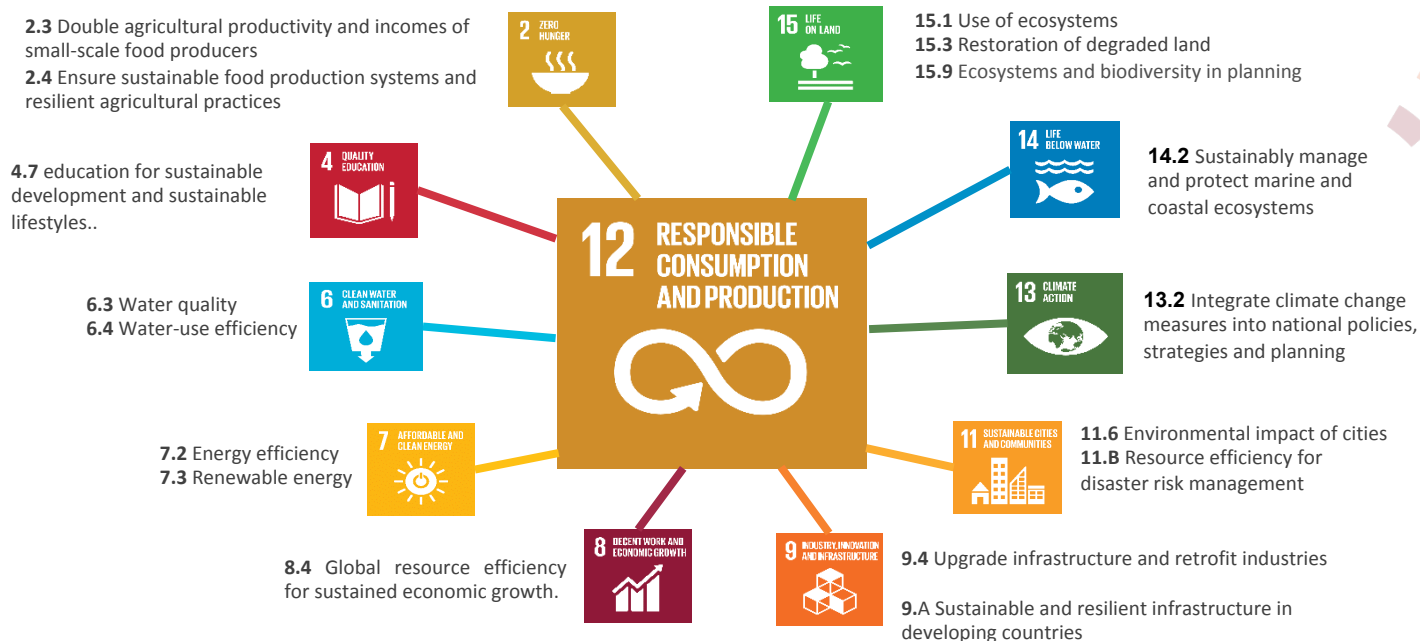 2.3 Double agricultural productivity and incomes of
small-scale food producers
2.4 Ensure sustainable food production systems and
resilient agricultural practices
2 ZERO
HUNGER
15 LIFE
ON LAND
15.1 Use of ecosystems
15.3 Restoration of degraded land
15.9 Ecosystems and biodiversity in planning
4.7 education for sustainable
development and sustainable
lifestyles..
4 QUALITY
EDUCATION
14 LIFE
BELOW WATER
14.2 Sustainably manage
and protect marine and
coastal ecosystems
12 RESPONSIBLE
CONSUMPTION
AND PRODUCTION
6.3 Water quality
6.4 Water-use efficiency
6 CLEAN WATER
AND SANITATION
13 CLIMATE
ACTION
13.2 Integrate climate change
measures into national policies,
strategies and planning
7.2 Energy efficiency
7.3 Renewable energy
7 AFFORDABLE AND
CLEAN ENERGY
11 SUSTAINABLE CITIES
AND COMMUNITIES
11.6 Environmental impact of cities
11.B Resource efficiency for
disaster risk management
8.4 Global resource efficiency
for sustained economic growth.
8 DECENT WORK AND
ECONOMIC GROWTH
9 INDUSTRY, INNOVATION
AND INFRASTRUCTURE
9.4 Upgrade infrastructure and retrofit industries
9.A Sustainable and resilient infrastructure in
developing countries